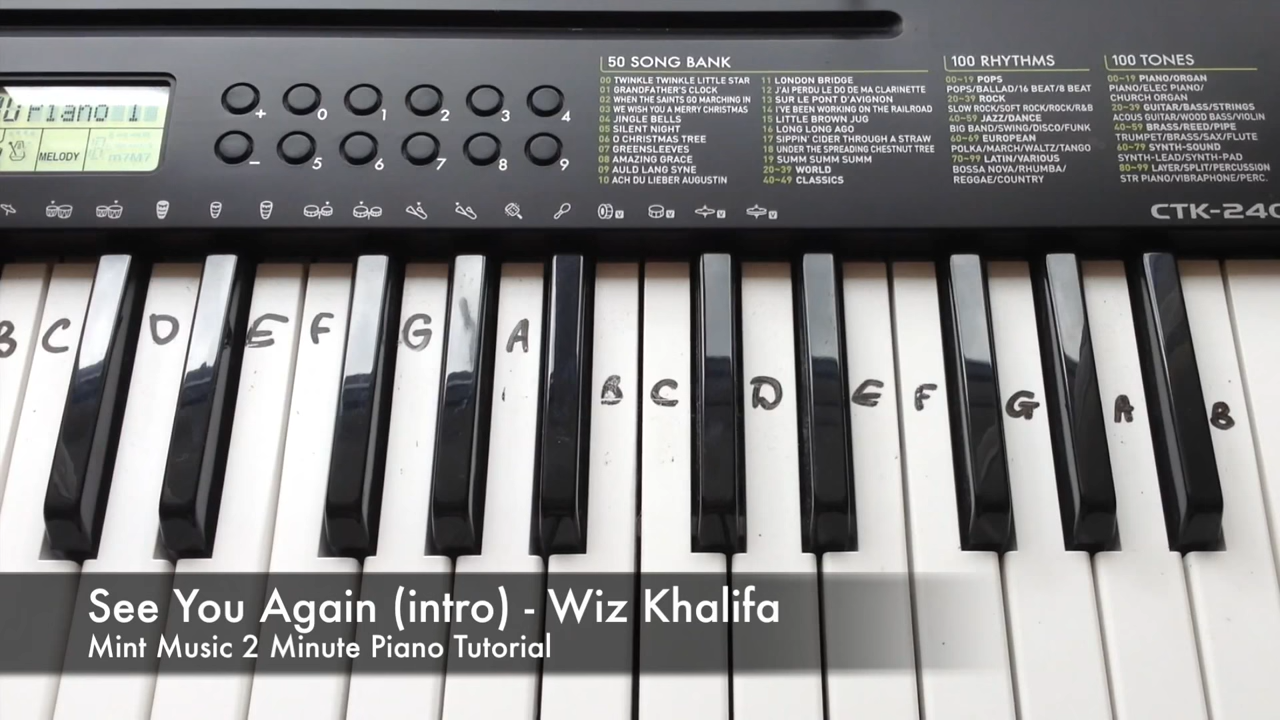 Piano 1
MELODY
+
0
1
2
3
4
-
5
6
7
8
9
50 SONG BANK
00 TWINKLE TWINKLE LITTLE STAR
01 GRANDFATHER'S CLOCK
02 WHEN THE SAINTS GO MARCHING IN
03 WE WISH YOU A MERRY CHRISTMAS
04 JINGLE BELLS
05 SILENT NIGHT
06 O CHRISTMAS TREE
07 GREENSLEEVES
08 AMAZING GRACE
09 AULD LANG SYNE
10 ACH DU LIEBER AUGUSTIN
11 LONDON BRIDGE
12 J'AI PERDU LE DO DE MA CLARINETTE
13 SUR LE PONT D'AVIGNON
14 I'VE BEEN WORKING ON THE RAILROAD
15 LITTLE BROWN JUG
16 LONG LONG AGO
17 SIPPIN' CIDER THROUGH A STRAW
18 UNDER THE SPREADING CHESTNUT TREE
19 SUMM SUMM SUMM
20~39 WORLD
40~49 CLASSICS
100 RHYTHMS
00~19 POPS
POPS/BALLAD/16 BEAT/8 BEAT
20~39 ROCK
SLOW ROCK/SOFT ROCK/ROCK/R&B
40~59 JAZZ/DANCE
BIG BAND/SWING/DISCO/FUNK
60~69 EUROPEAN
POLKA/MARCH/WALTZ/TANGO
70~99 LATIN/VARIOUS
BOSSA NOVA/RHUMBA/
REGGAE/COUNTRY
100 TONES
00~19 PIANO/ORGAN
PIANO/ELEC PIANO/
CHURCH ORGAN
20~39 GUITAR/BASS/STRINGS
ACOUS GUITAR/WOOD BASS/VIOLIN
40~59 BRASS/REED/PIPE
TRUMPET/BRASS/SAX/FLUTE
60~79 SYNTH-SOUND
SYNTH-LEAD/SYNTH-PAD
80~99 LAYER/SPLIT/PERCUSSION
STR PIANO/VIBRAPHONE/PERC.
CTK-240
B C D E F G A B C D E F G A B
See You Again (intro) - Wiz Khalifa
Mint Music 2 Minute Piano Tutorial